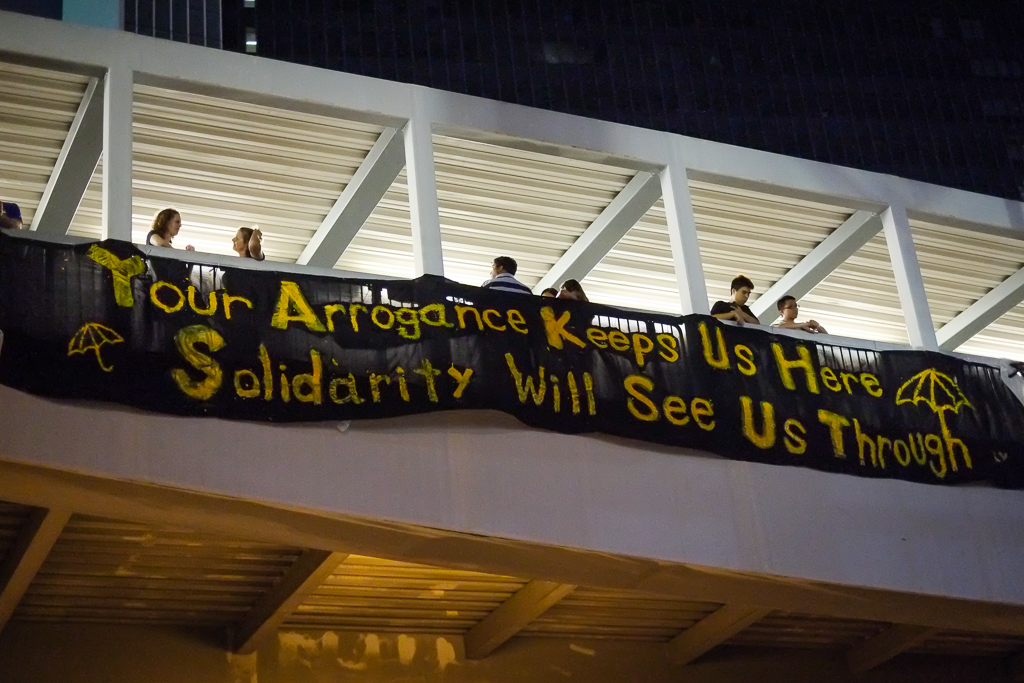 Your Arrogance Keeps Us Here
Solidarity Will See Us Through